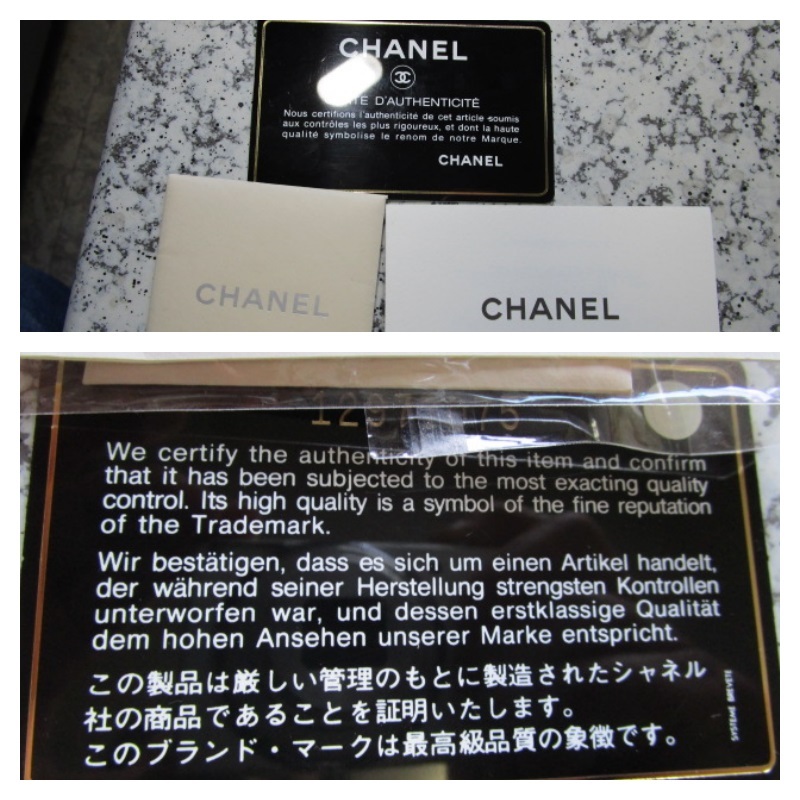 CHANEL
D'AUTHENTICITÉ
Nous certifions l'authenticité de cet article soumis
aux contrôles les plus rigoureux, et dont la haute
qualité symbolise le renom de notre Marque.
CHANEL
CHANEL
CHANEL
We certify the authenticity of this item and confirm
that it has been subjected to the most exacting quality
control. Its high quality is a symbol of the fine reputation
of the Trademark.
Wir bestätigen, dass es sich um einen Artikel handelt,
der während seiner Herstellung strengsten Kontrollen
unterworfen war, und dessen erstklassige Qualität
dem hohen Ansehen unserer Marke entspricht.
この製品は厳しい管理のもとに製造されたシャネル
社の商品であることを証明いたします。
このブランド・マークは最高級品質の象徴です。
SYSTEME BREVETE